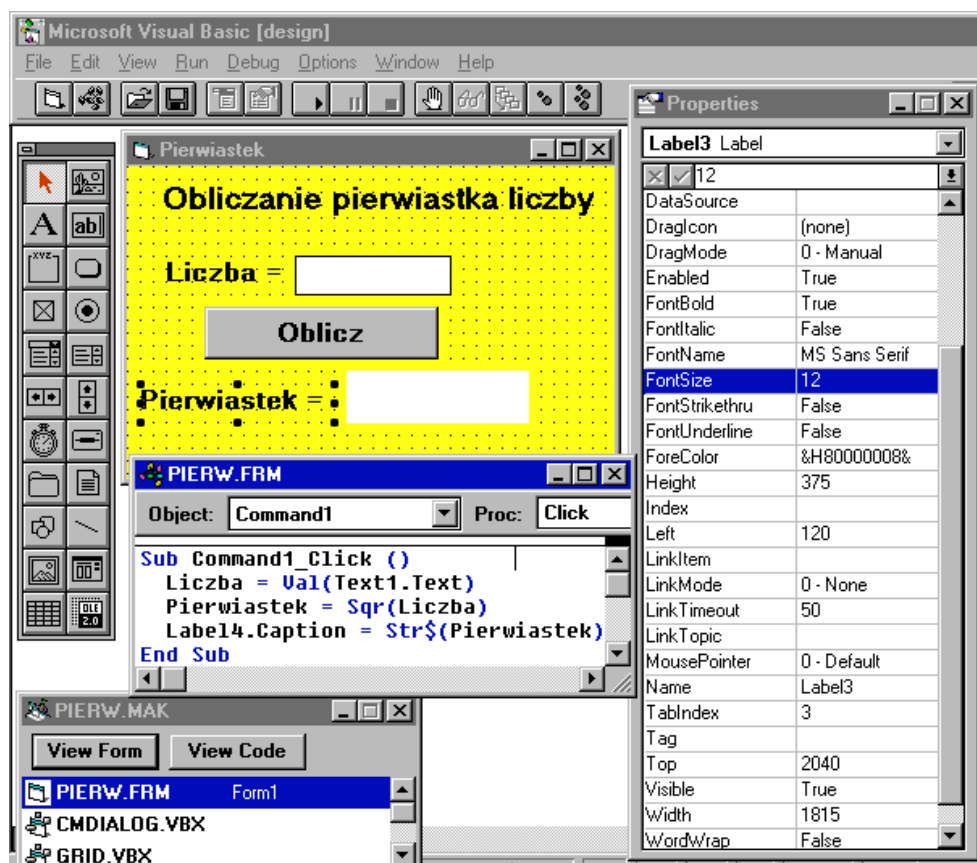 Microsoft Visual Basic [design]
File Edit View Run Debug Options Window Help
Pierwiastek
Obliczanie pierwiastka liczby
Liczba =
Oblicz
Pierwiastek =
A
ab
xyz
OLE
2.0
PIERW.FRM
Object: Command1 Proc: Click
Sub Command1_Click ()
Liczba = Val(Text1.Text)
Pierwiastek = Sqr(Liczba)
Label4.Caption = Str$(Pierwiastek)
End Sub
PIERW.MAK
View Form View Code
PIERW.FRM Form1
CMDIALOG.VBX
GRID.VBX
Properties
Label3 Label
12
DataSource
DragIcon (none)
DragMode 0 - Manual
Enabled True
FontBold True
FontItalic False
FontName MS Sans Serif
FontSize 12
FontStrikethru False
FontUnderline False
ForeColor &H80000008&
Height 375
Index
Left 120
LinkItem
LinkMode 0 - None
LinkTimeout 50
LinkTopic
MousePointer 0 - Default
Name Label3
TabIndex 3
Tag
Top 2040
Visible True
Width 1815
WordWrap False